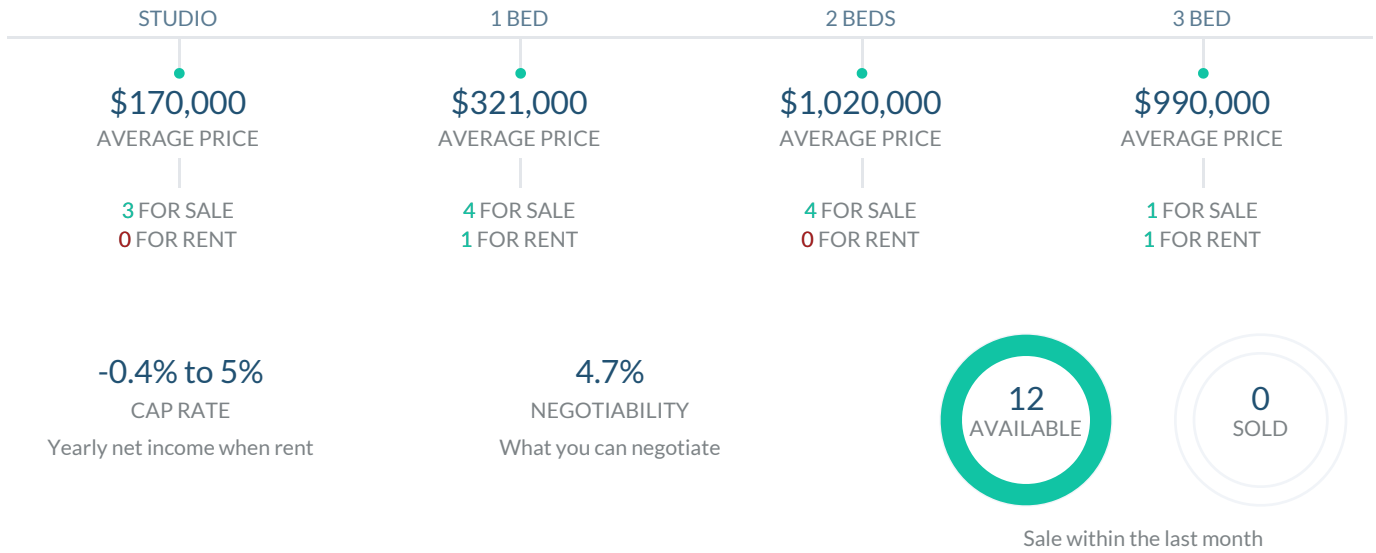 STUDIO
1 BED
2 BEDS
3 BED
$170,000
$321,000
$1,020,000
$990,000
AVERAGE PRICE
AVERAGE PRICE
AVERAGE PRICE
AVERAGE PRICE
3 FOR SALE
4 FOR SALE
4 FOR SALE
1 FOR SALE
0 FOR RENT
1 FOR RENT
0 FOR RENT
1 FOR RENT
-0.4% to 5%
CAP RATE
Yearly net income when rent
4.7%
NEGOTIABILITY
What you can negotiate
12
AVAILABLE
0
SOLD
Sale within the last month